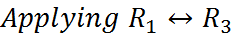 Applying R₁ ↔ R₃